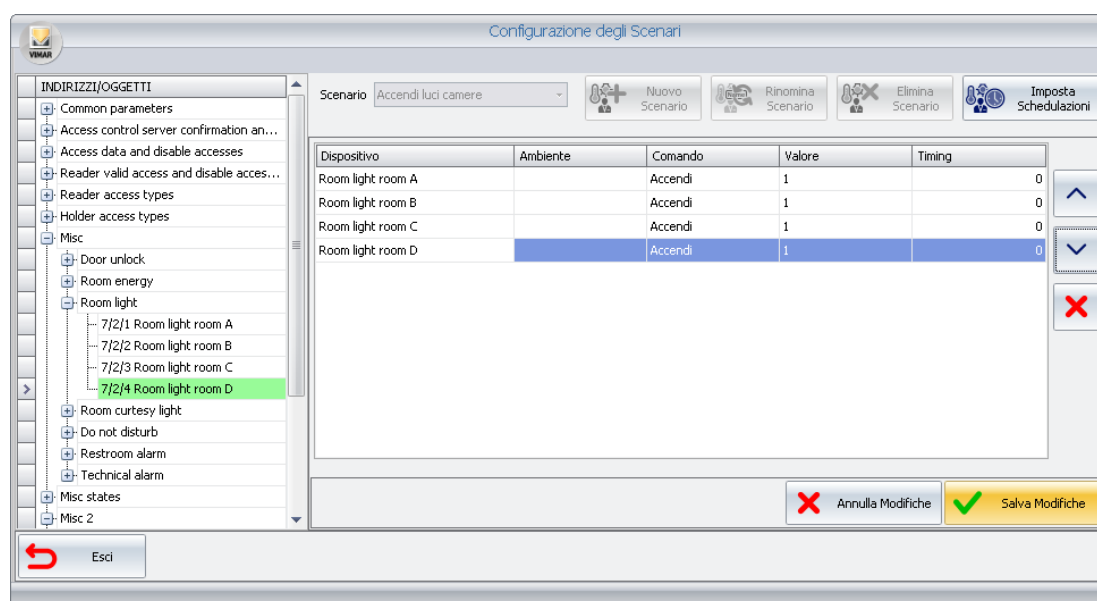 Configurazione degli Scenari
VIMAR
INDIRIZZI/OGGETTI
Common parameters
Access control server confirmation an...
Access data and disable accesses
Reader valid access and disable acces...
Reader access types
Holder access types
Misc
Door unlock
Room energy
Room light
7/2/1 Room light room A
7/2/2 Room light room B
7/2/3 Room light room C
7/2/4 Room light room D
Room curtesy light
Do not disturb
Restroom alarm
Technical alarm
Misc states
Misc 2
Scenario Accendi luci camere
Nuovo
Scenario
Rinomina
Scenario
Elimina
Scenario
Imposta
Schedulazioni
Dispositivo Ambiente Comando Valore Timing
Room light room A Accendi 1 0
Room light room B Accendi 1 0
Room light room C Accendi 1 0
Room light room D Accendi 1 0
Annulla Modifiche Salva Modifiche
Esci